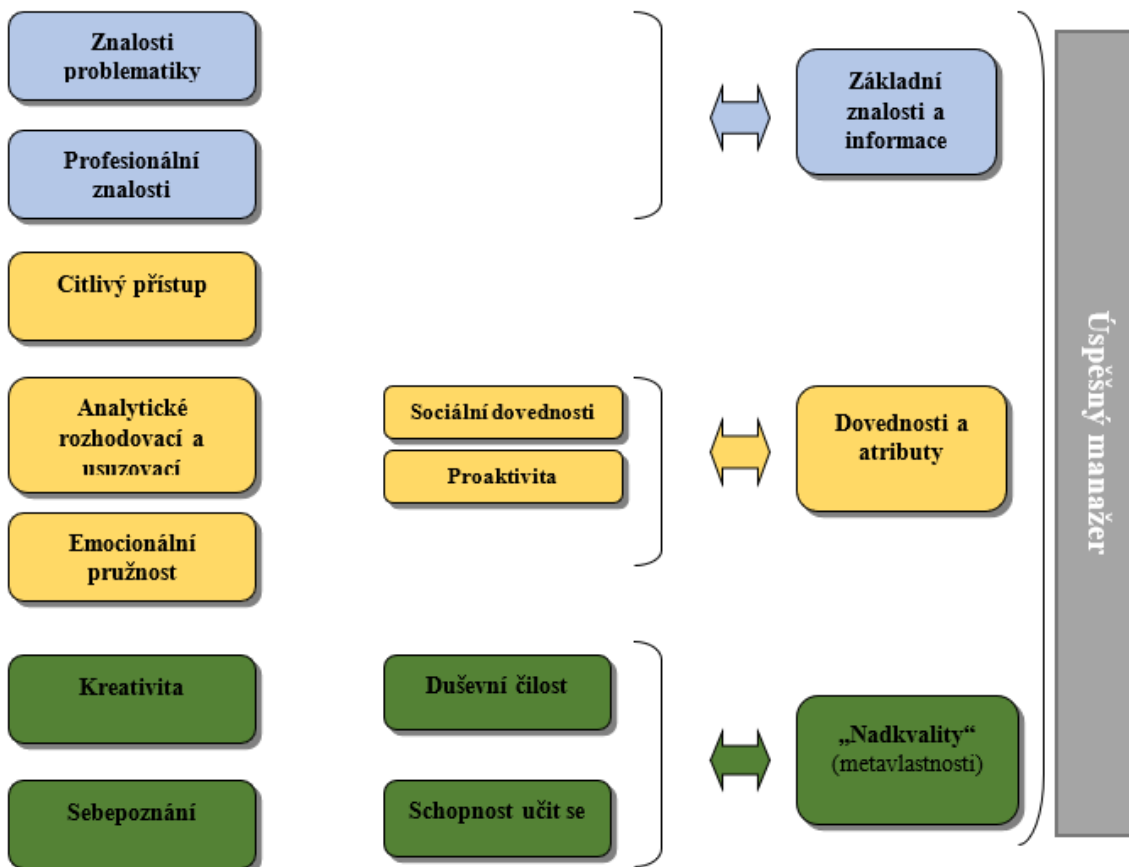 Znalosti
problematiky
Profesionální
znalosti
Základní
znalosti a
informace
Citlivý přístup
Analytické
rozhodovací a
usuzovací
Emocionální
pružnost
Sociální dovednosti
Proaktivita
Dovednosti a
atributy
Kreativita
Sebepoznání
Duševní čilost
Schopnost učit se
„Nadkvality“
(metavlastnosti)
Úspěšný manažer